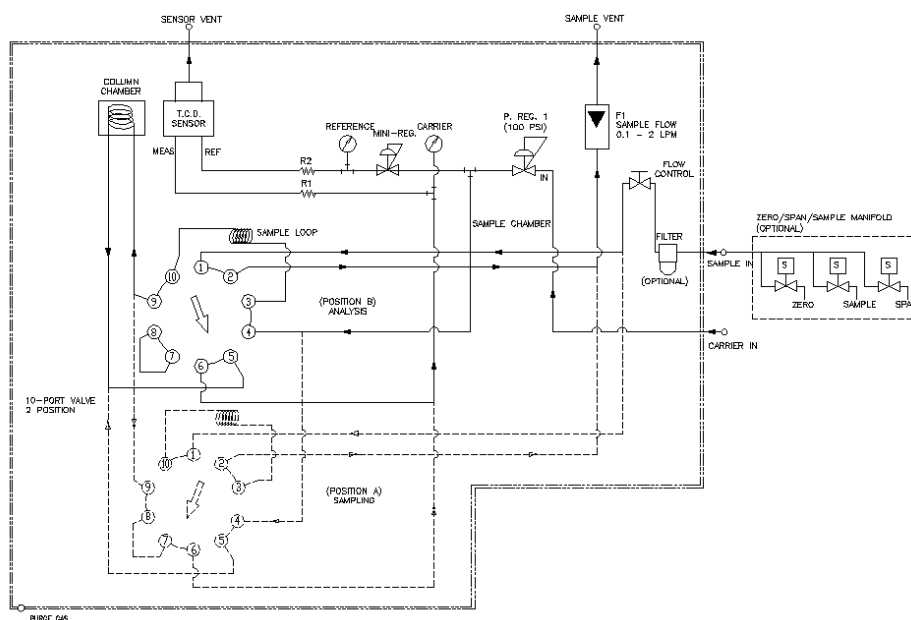 SENSOR VENT
SAMPLE VENT
COLUMN
CHAMBER
T.C.D.
SENSOR
MEAS
REF
REFERENCE
MINI-REG.
CARRIER
P. REG. 1
(100 PSI)
IN
F1
SAMPLE FLOW
0.1 - 2 LPM
FLOW
CONTROL
R2
R1
SAMPLE CHAMBER
ZERO/SPAN/SAMPLE MANIFOLD
(OPTIONAL)
FILTER
(OPTIONAL)
SAMPLE IN
S
S
S
ZERO
SAMPLE
SPA
CARRIER IN
SAMPLE LOOP
10
1
2
9
3
8
4
7
6
5
(POSITION B)
ANALYSIS
10-PORT VALVE
2 POSITION
10
1
2
9
3
8
4
7
6
5
(POSITION A)
SAMPLING
PURGE GAS